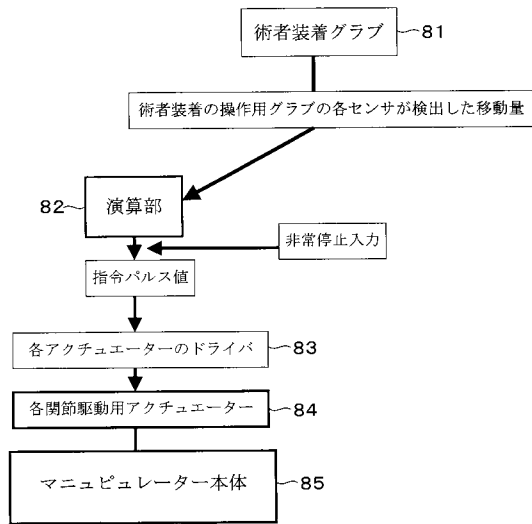 術者装着グラブ 81
術者装着の操作用グラブの各センサが検出した移動量
82 演算部
非常停止入力
指令パルス値
各アクチュエーターのドライバ 83
各関節駆動用アクチュエーター 84
マニュピュレーター本体 85